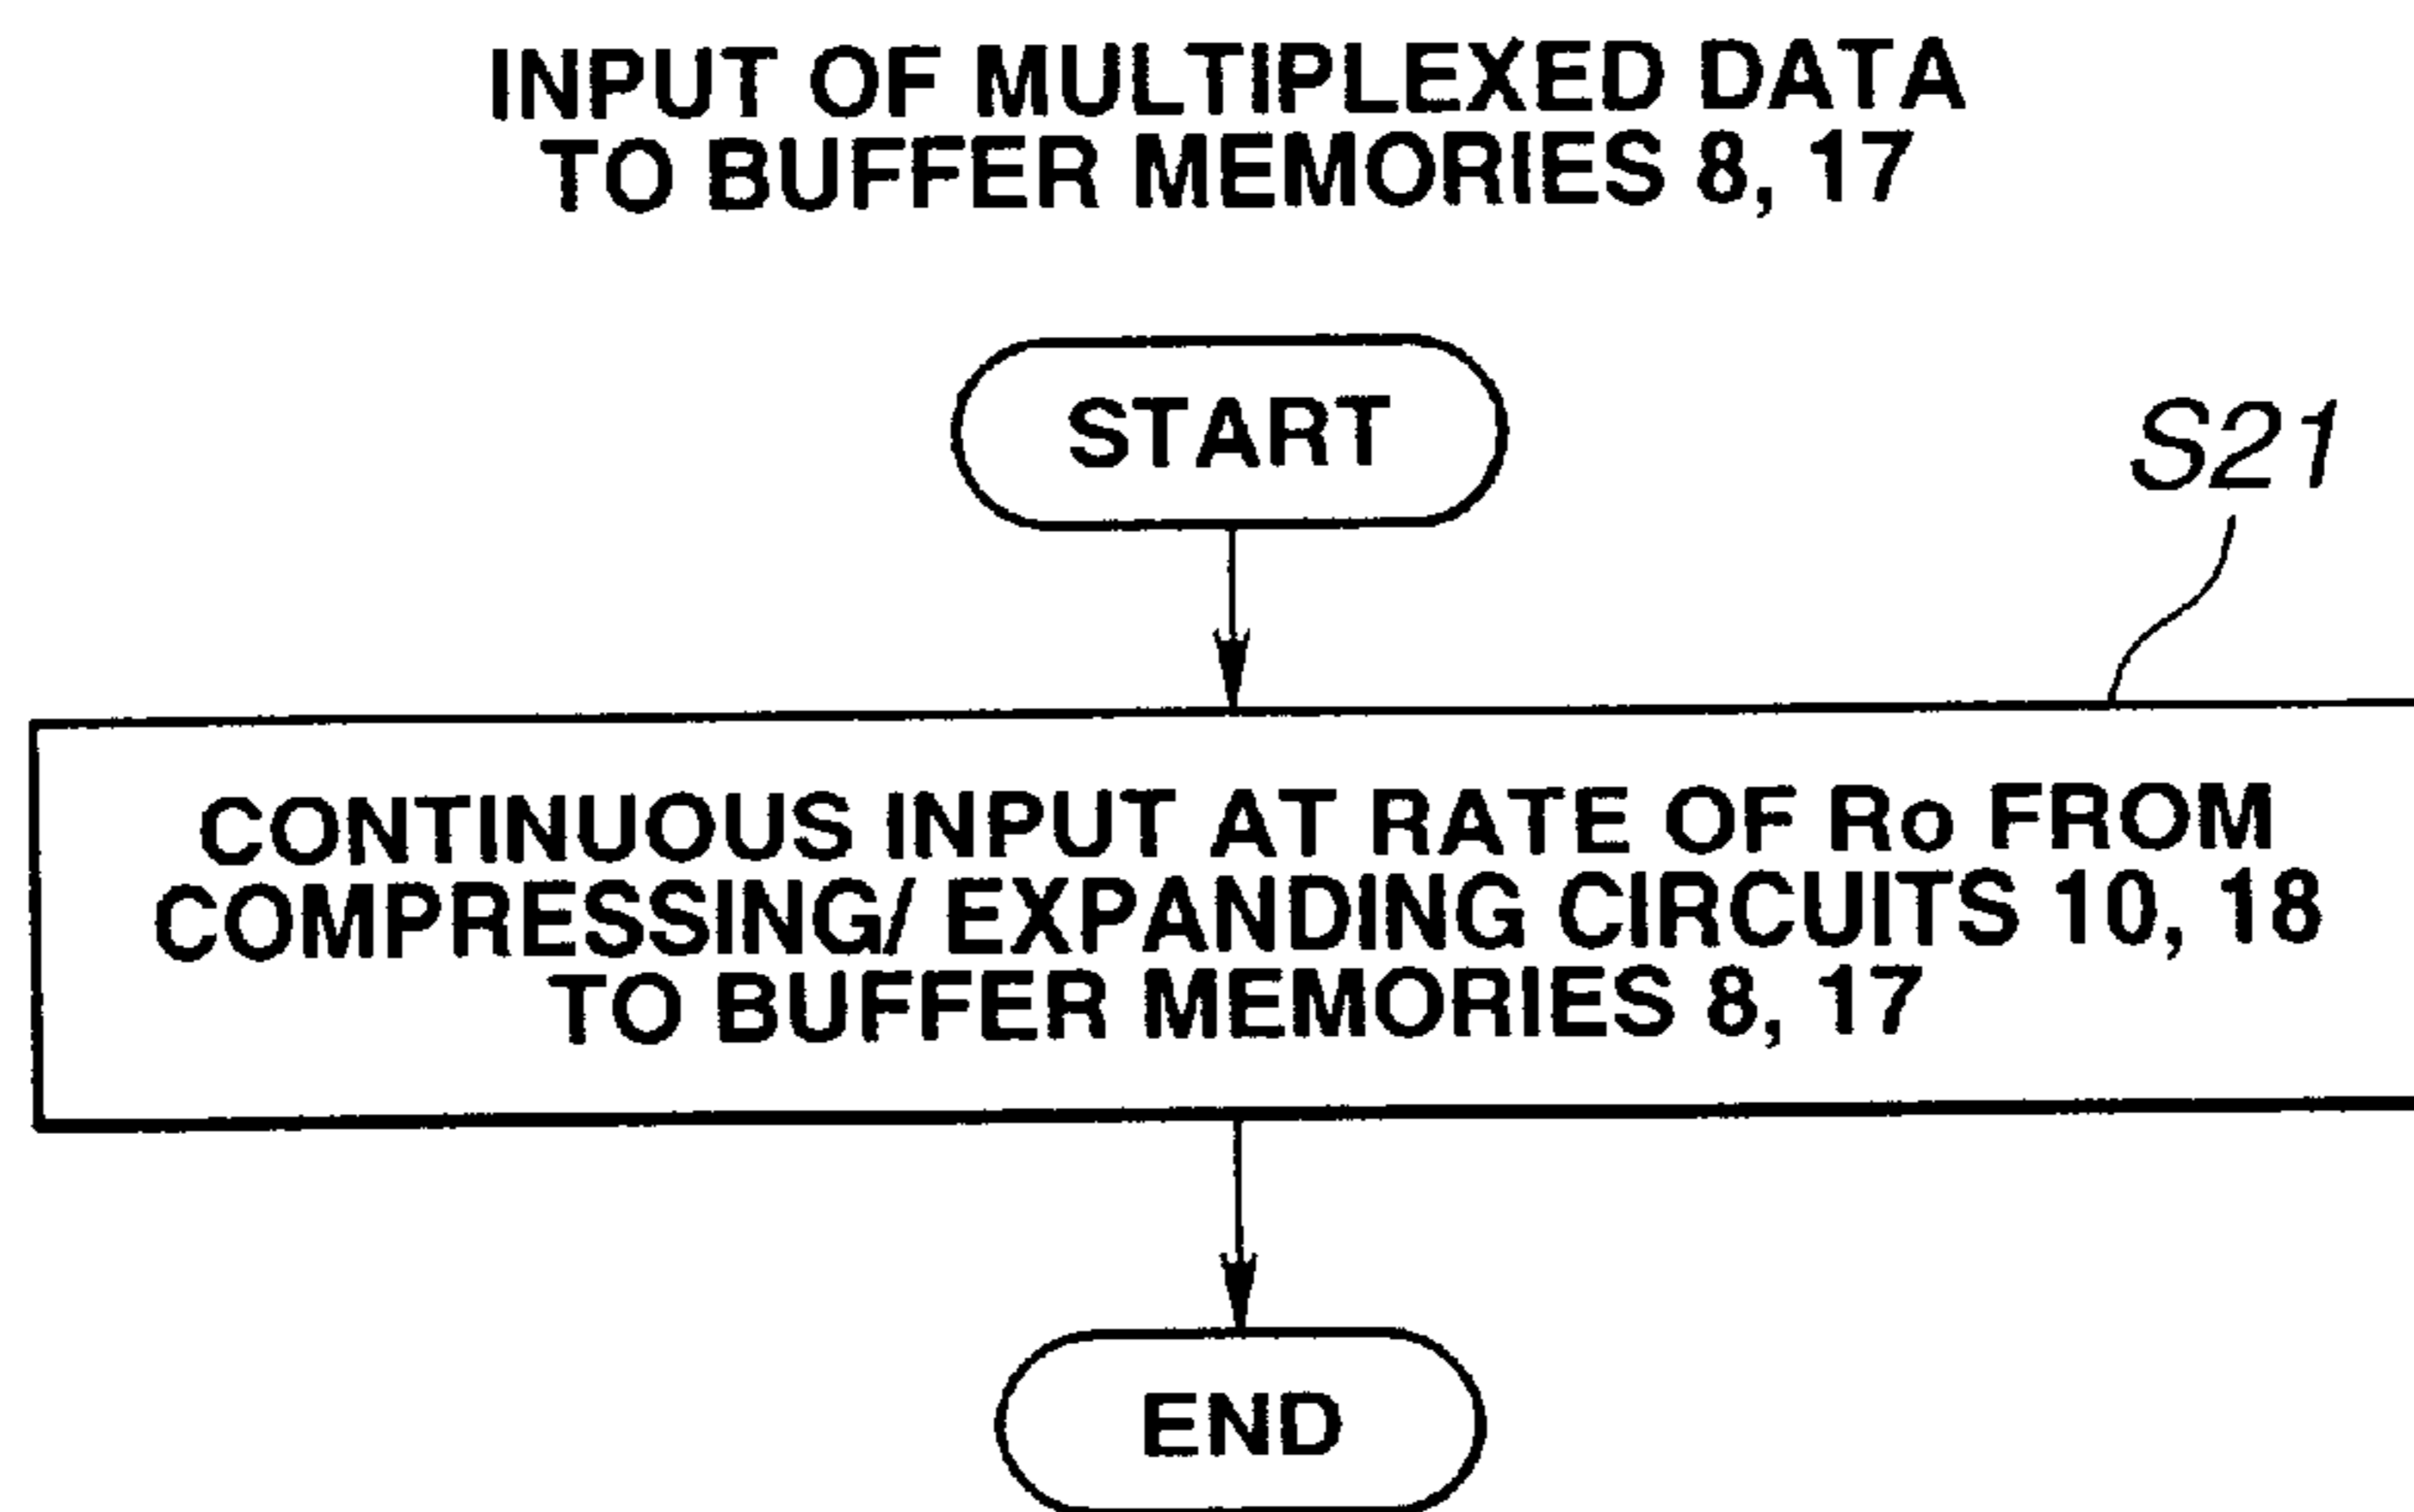 INPUT OF MULTIPLEXED DATA
TO BUFFER MEMORIES 8, 17
START
S21
CONTINUOUS INPUT AT RATE OF Ro FROM
COMPRESSING/ EXPANDING CIRCUITS 10, 18
TO BUFFER MEMORIES 8, 17
END